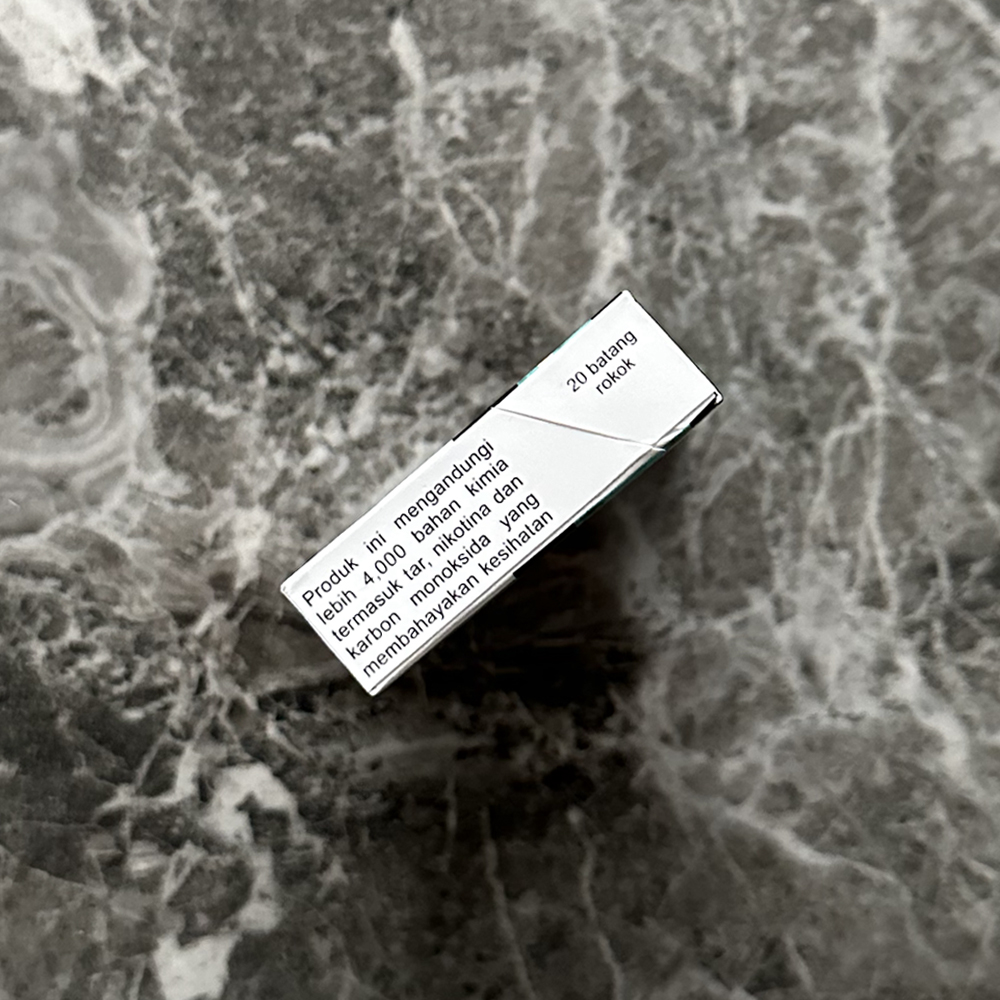 20 batang
rokok
Produk ini mengandungi
lebih 4,000 bahan kimia
termasuk tar, nikotina dan
karbon monoksida yang
membahayakan kesihatan